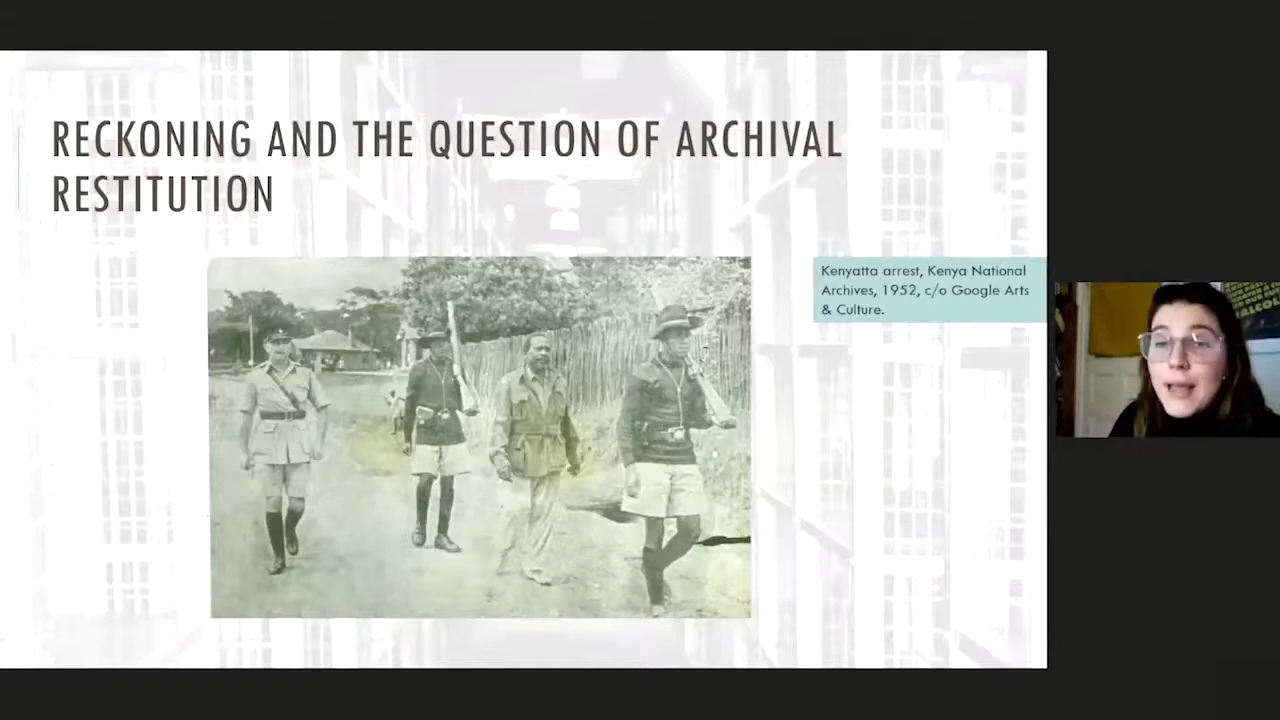 RECKONING AND THE QUESTION OF ARCHIVAL
RESTITUTION
Kenyatta arrest, Kenya National
Archives, 1952, c/o Google Arts
& Culture.